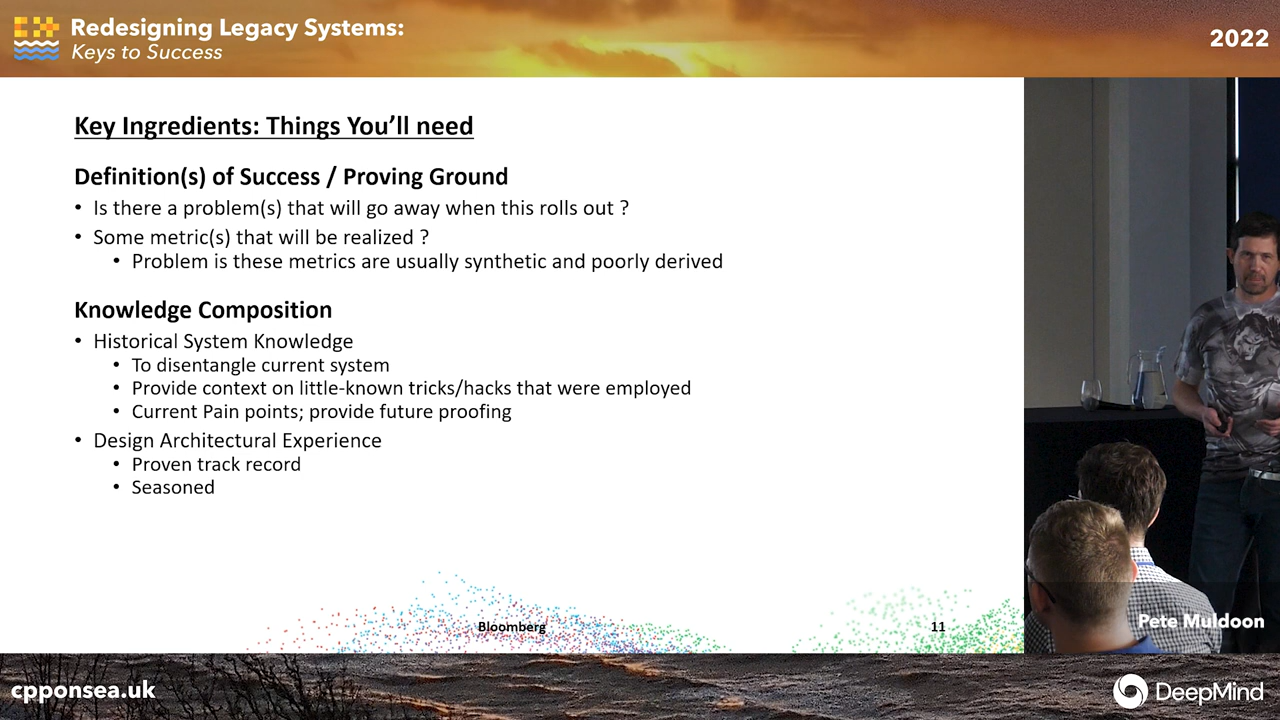 Redesigning Legacy Systems:
Keys to Success
2022
Key Ingredients: Things You'll need
Definition(s) of Success / Proving Ground
• Is there a problem(s) that will go away when this rolls out ?
• Some metric(s) that will be realized ?
• Problem is these metrics are usually synthetic and poorly derived
Knowledge Composition
• Historical System Knowledge
• To disentangle current system
• Provide context on little-known tricks/hacks that were employed
• Current Pain points; provide future proofing
• Design Architectural Experience
• Proven track record
• Seasoned
Bloomberg
11
Pete Muldoon
cpponsea.uk
DeepMind